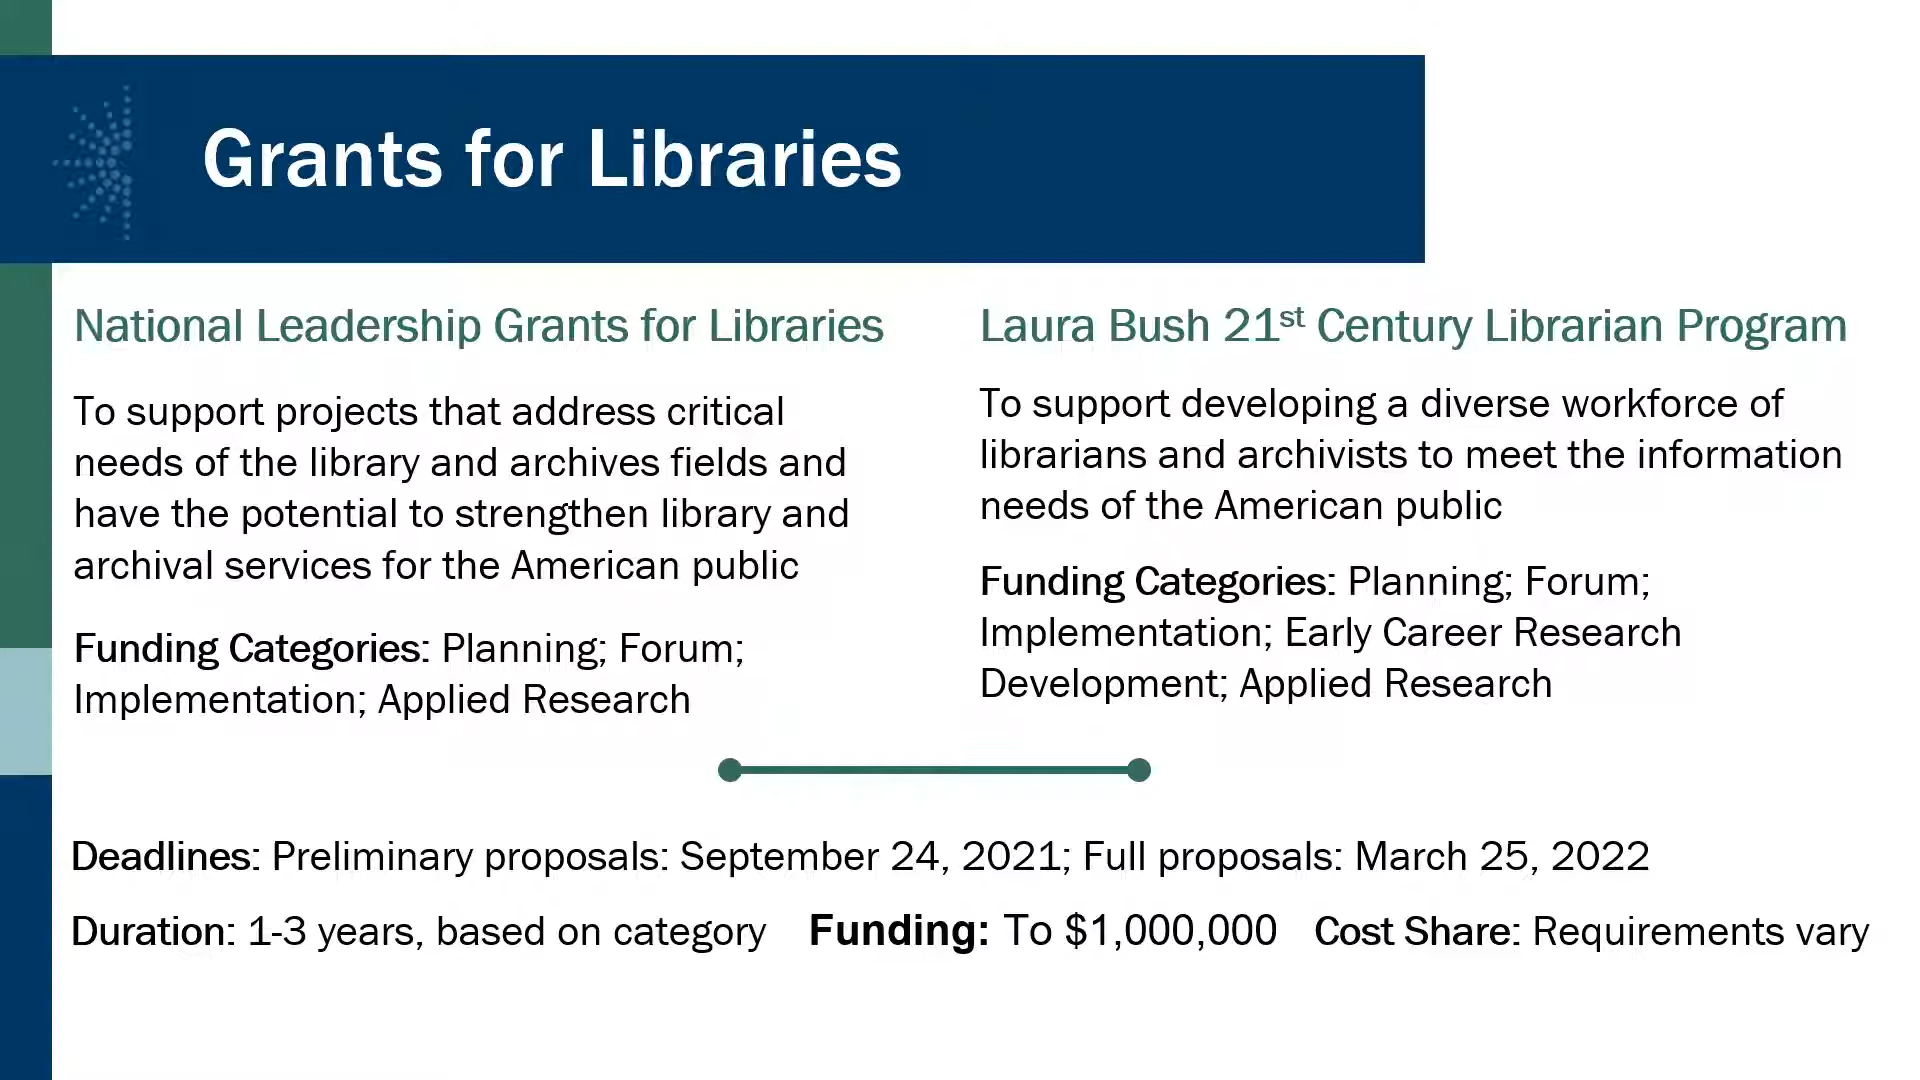 Grants for Libraries
National Leadership Grants for Libraries
To support projects that address critical
needs of the library and archives fields and
have the potential to strengthen library and
archival services for the American public
Funding Categories: Planning; Forum;
Implementation; Applied Research
Laura Bush 21st Century Librarian Program
To support developing a diverse workforce of
librarians and archivists to meet the information
needs of the American public
Funding Categories: Planning; Forum;
Implementation; Early Career Research
Development; Applied Research
Deadlines: Preliminary proposals: September 24, 2021; Full proposals: March 25, 2022
Duration: 1-3 years, based on category Funding: To $1,000,000 Cost Share: Requirements vary